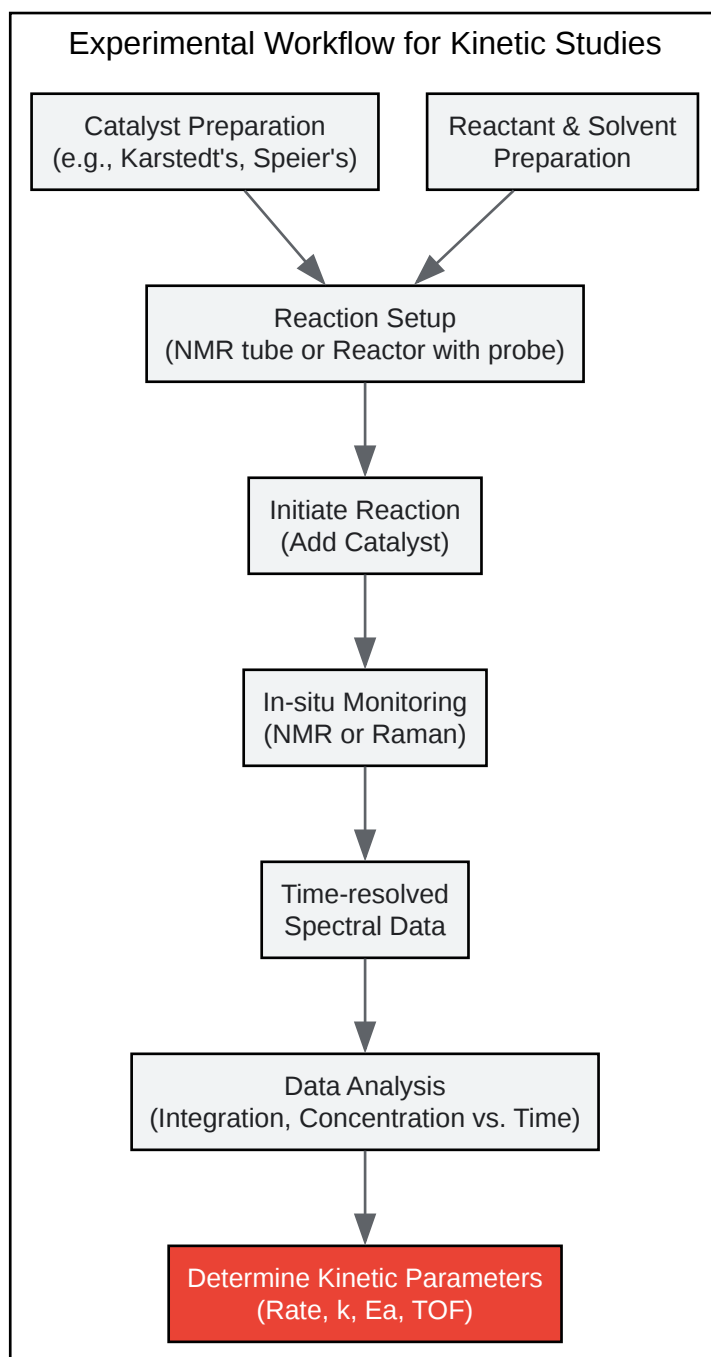 Experimental Workflow for Kinetic Studies
Catalyst Preparation
(e.g., Karstedt's, Speier's)
Reactant & Solvent
Preparation
Reaction Setup
(NMR tube or Reactor with probe)
Initiate Reaction
(Add Catalyst)
In-situ Monitoring
(NMR or Raman)
Time-resolved
Spectral Data
Data Analysis
(Integration, Concentration vs. Time)
Determine Kinetic Parameters
(Rate, k, Ea, TOF)